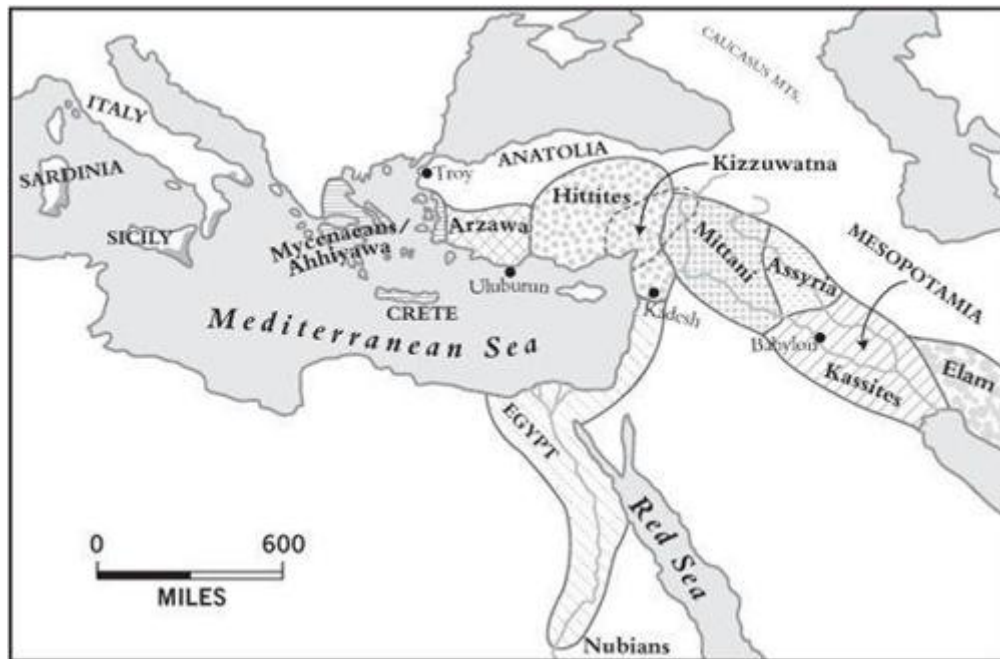 CAUCASUS MTS.
ITALY
ANATOLIA
Kizzuwatna
Troy
SARDINIA
Hittites
Arzawa
SICILY
Mycenaeans/
Ahhiyawa
Mittani
Assyria
MESOPOTAMIA
Uluburun
CRETE
Kadesh
Mediterranean Sea
Babylon
Kassites
Elam
EGYPT
Red Sea
0 600
MILES
Nubians